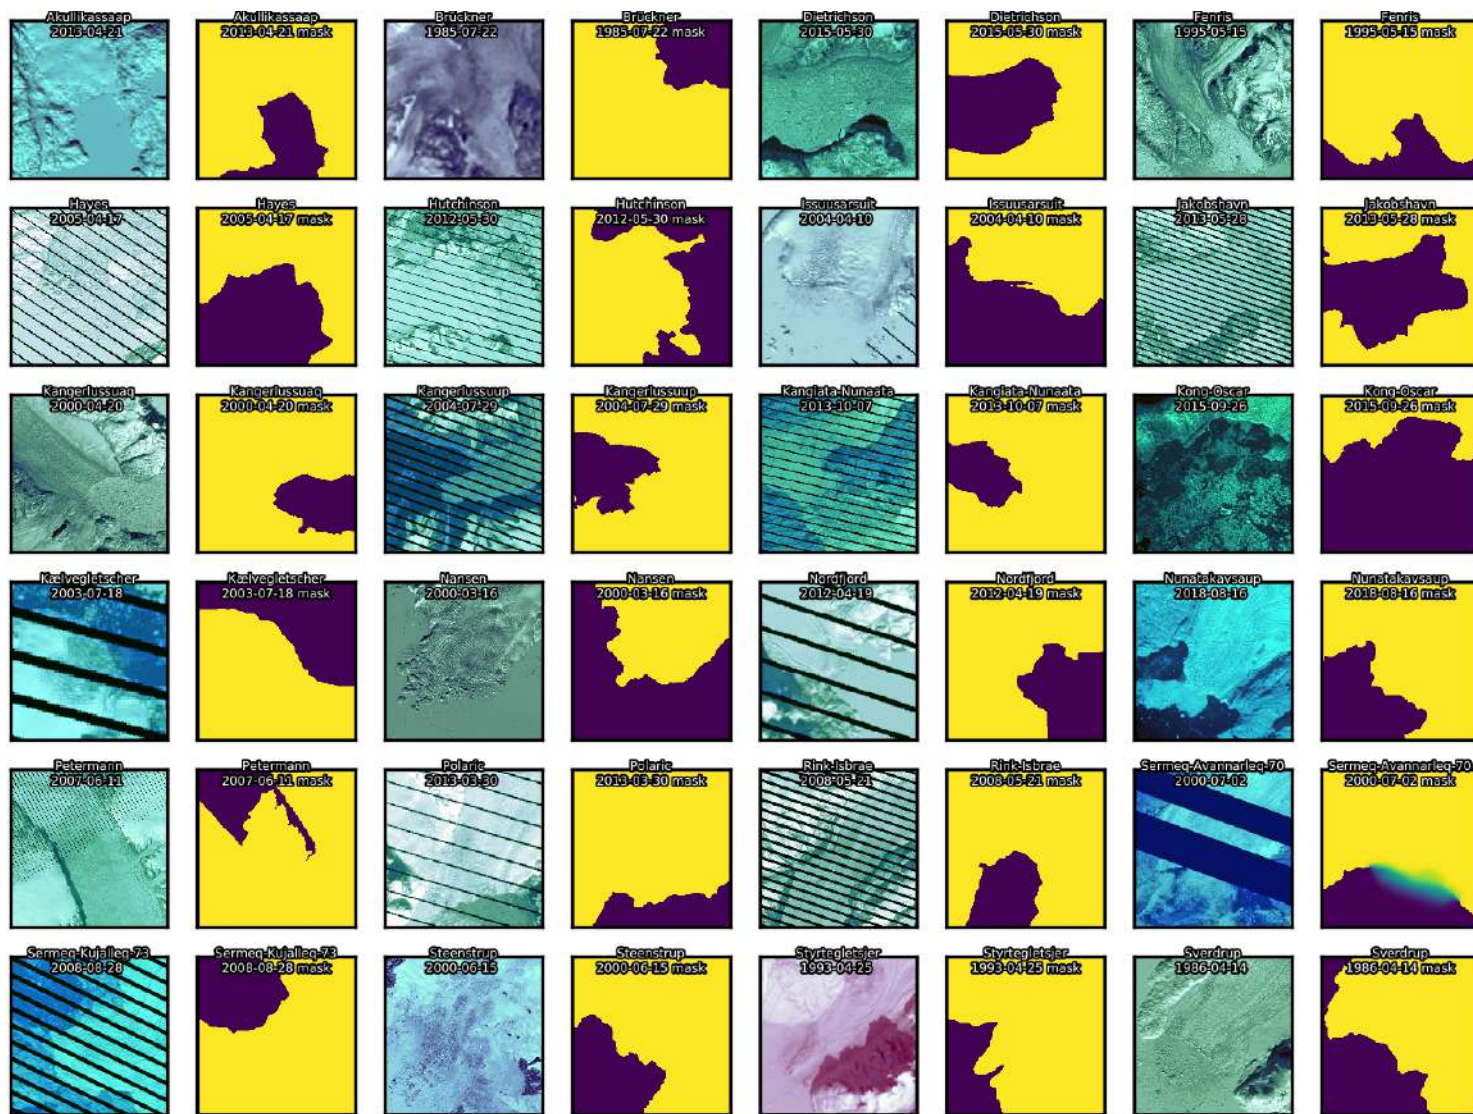 Akullikassaap
2013-04-21
Akullikassaap
2013-04-21 mask
Brückner
1985-07-22
Brückner
1985-07-22 mask
Dietrichson
2015-05-30
Dietrichson
2015-05-30 mask
Fenris
1995-05-15
Fenris
1995-05-15 mask
Hayes
2005-04-17
Hayes
2005-04-17 mask
Hutchinson
2012-05-30
Hutchinson
2012-05-30 mask
Issuusarsuit
2004-04-10
Issuusarsuit
2004-04-10 mask
Jakobshavn
2013-05-28
Jakobshavn
2013-05-28 mask
Kangerlussuaq
2000-04-20
Kangerlussuaq
2000-04-20 mask
Kangerlussuup
2004-07-29
Kangerlussuup
2004-07-29 mask
Kangiata-Nunaata
2013-10-07
Kangiata-Nunaata
2013-10-07 mask
Kong-Oscar
2015-09-26
Kong-Oscar
2015-09-26 mask
Kælvegletscher
2003-07-18
Kælvegletscher
2003-07-18 mask
Nansen
2000-03-16
Nansen
2000-03-16 mask
Nordfjord
2012-04-19
Nordfjord
2012-04-19 mask
Nunatakavsaup
2018-08-16
Nunatakavsaup
2018-08-16 mask
Petermann
2007-06-11
Petermann
2007-06-11 mask
Polaric
2013-03-30
Polaric
2013-03-30 mask
Rink-Isbrae
2008-05-21
Rink-Isbrae
2008-05-21 mask
Sermeq-Avannarleq-70
2000-07-02
Sermeq-Avannarleq-70
2000-07-02 mask
Sermeq-Kujalleq-73
2008-08-28
Sermeq-Kujalleq-73
2008-08-28 mask
Steenstrup
2000-06-15
Steenstrup
2000-06-15 mask
Styrtegletsjer
1993-04-25
Styrtegletsjer
1993-04-25 mask
Sverdrup
1986-04-14
Sverdrup
1986-04-14 mask